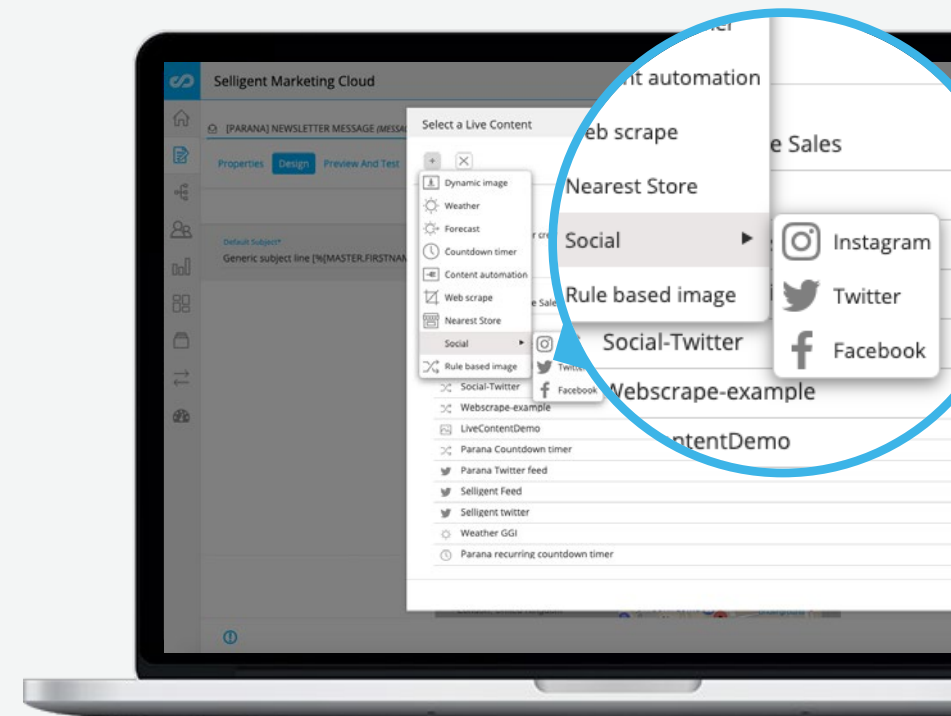 Selligent Marketing Cloud
[PARANA] NEWSLETTER MESSAGE
Properties
Design
Preview And Test
Default Subject*
Generic subject line [%[MASTER.FIRSTNAM
Select a Live Content
+
Dynamic image
Weather
Forecast
Countdown timer
Content automation
Web scrape
Nearest Store
Social
Rule based image
Facebook
Social-Twitter
Webscrape-example
LiveContentDemo
Parana Countdown timer
Parana Twitter feed
Selligent Feed
Selligent twitter
Weather GGI
Parana recurring countdown timer
nt automation
eb scrape
e Sales
Nearest Store
Social
Instagram
Rule based image
Twitter
Social-Twitter
Facebook
Webscrape-example
ntentDemo